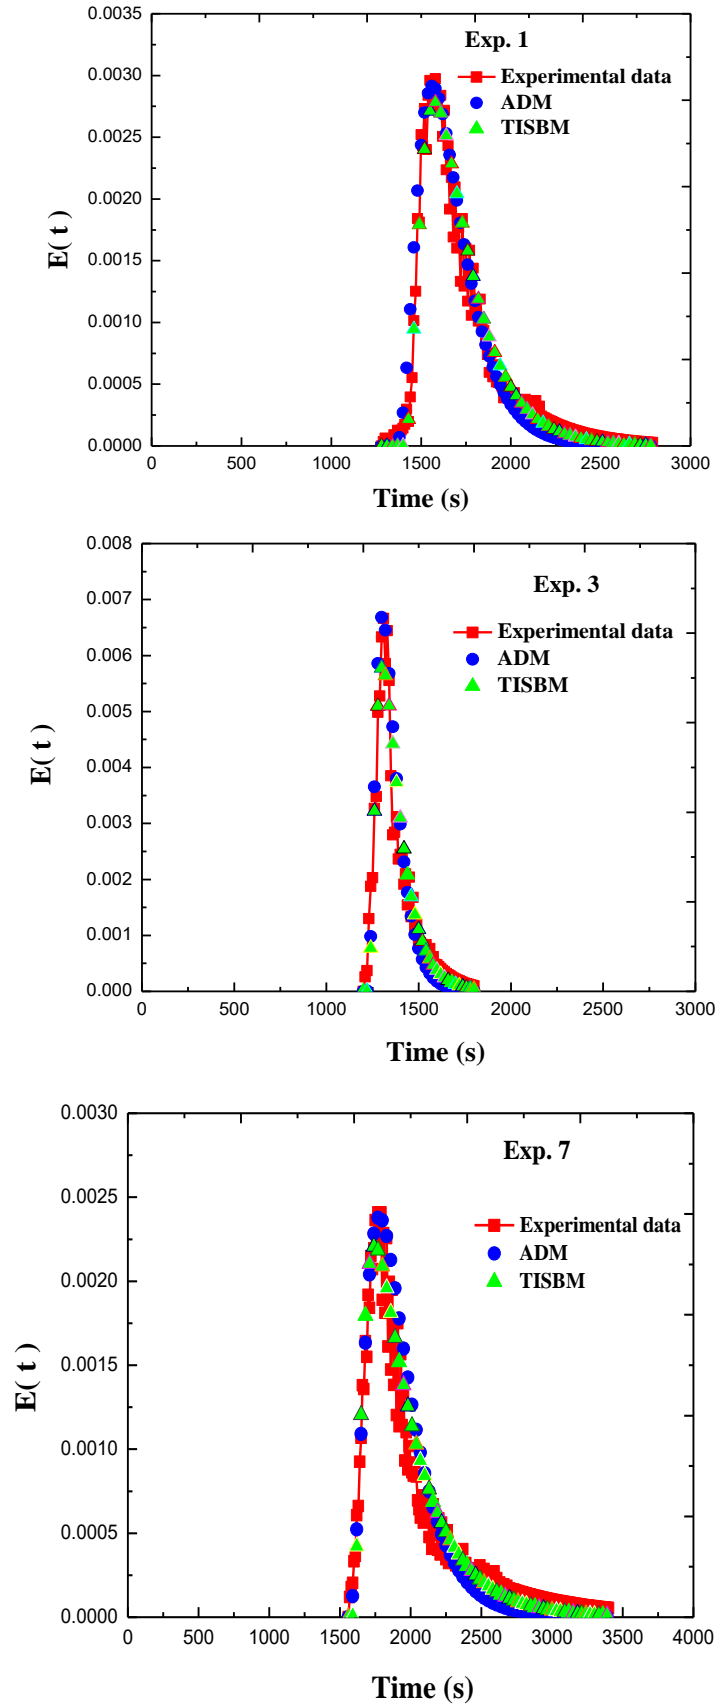 Exp. 1
Experimental data
ADM
TISBM
0.0035
0.0030
0.0025
0.0020
0.0015
0.0010
0.0005
0.0000
E( t )
0 500 1000 1500 2000 2500 3000
Time (s)
Exp. 3
Experimental data
ADM
TISBM
0.008
0.007
0.006
0.005
0.004
0.003
0.002
0.001
0.000
E( t )
0 500 1000 1500 2000 2500 3000
Time (s)
Exp. 7
Experimental data
ADM
TISBM
0.0030
0.0025
0.0020
0.0015
0.0010
0.0005
0.0000
E( t )
0 500 1000 1500 2000 2500 3000 3500 4000
Time (s)